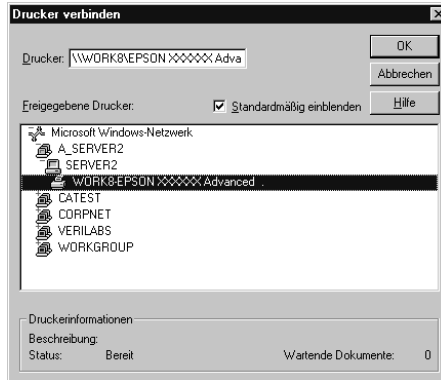 Drucker verbinden
Drucker: \\WORK8\EPSON XXXXXX Adva
OK
Abbrechen
Hilfe
Freigegebene Drucker:
Standardmäßig einblenden
Microsoft Windows-Netzwerk
A_SERVER2
SERVER2
WORK8-EPSON XXXXXX Advanced .
CATEST
CORPNET
VERILABS
WORKGROUP
Druckerinformationen
Beschreibung:
Status: Bereit Wartende Dokumente: 0